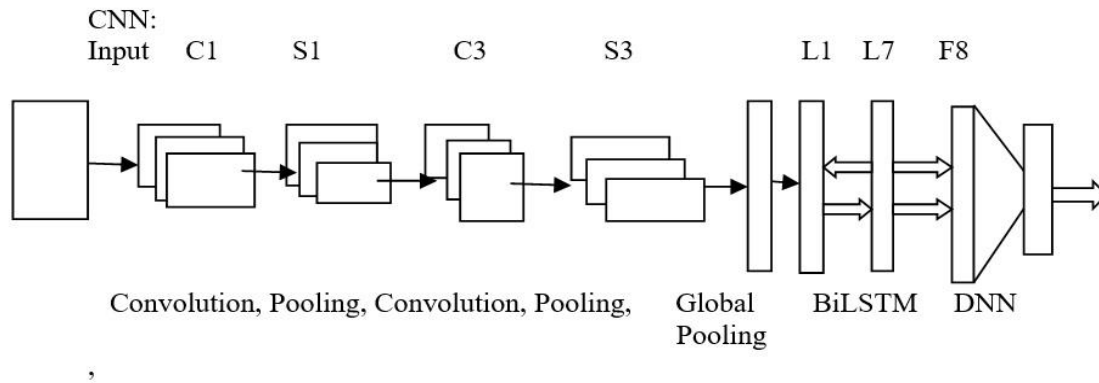 CNN:
Input C1 S1 C3 S3 L1 L7 F8
Convolution, Pooling, Convolution, Pooling, Global Pooling BiLSTM DNN
,